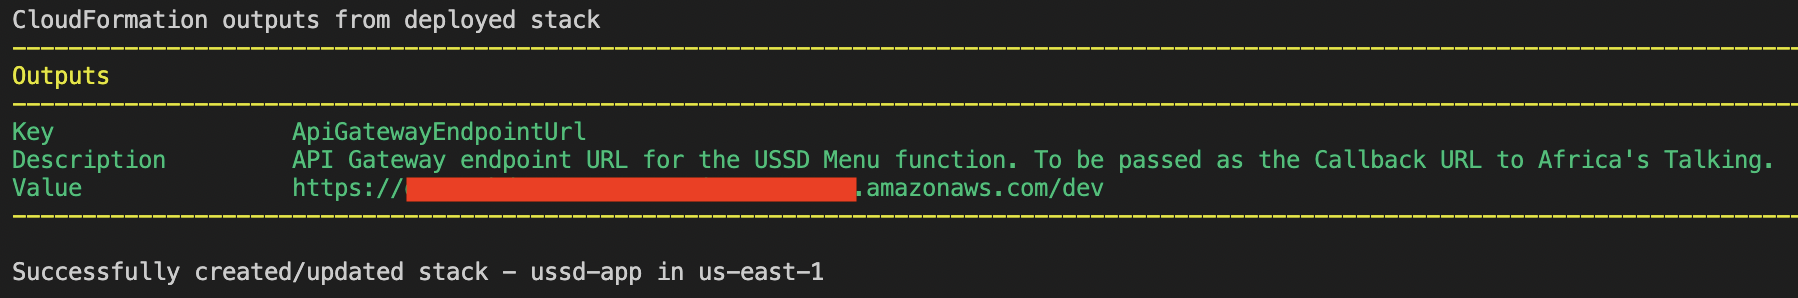 CloudFormation outputs from deployed stack
Outputs
Key ApiGatewayEndpointUrl
Description API Gateway endpoint URL for the USSD Menu function. To be passed as the Callback URL to Africa's Talking.
Value https:// .amazonaws.com/dev
Successfully created/updated stack - ussd-app in us-east-1